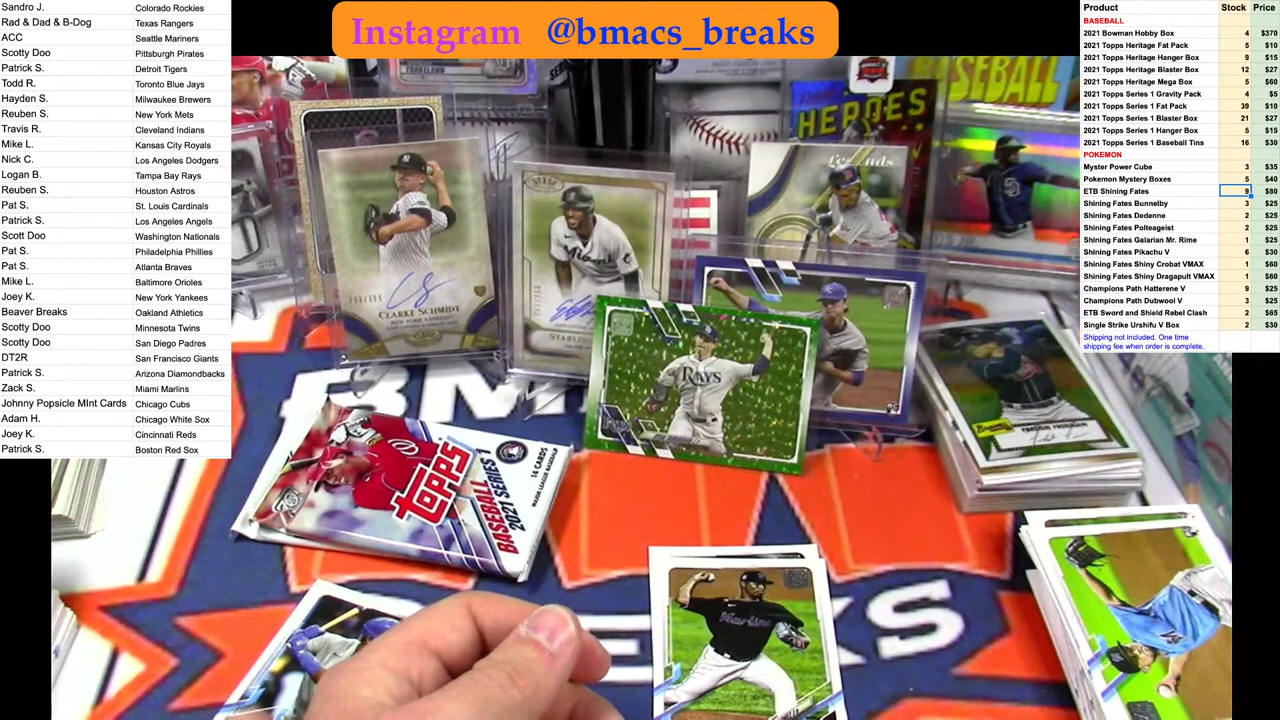 Sandro J. Colorado Rockies
Rad & Dad & B-Dog Texas Rangers
ACC Seattle Mariners
Scotty Doo Pittsburgh Pirates
Patrick S. Detroit Tigers
Todd R. Toronto Blue Jays
Hayden S. Milwaukee Brewers
Reuben S. New York Mets
Travis R. Cleveland Indians
Mike L. Kansas City Royals
Nick C. Los Angeles Dodgers
Logan B. Tampa Bay Rays
Reuben S. Houston Astros
Pat S. St. Louis Cardinals
Patrick S. Los Angeles Angels
Scott Doo Washington Nationals
Pat S. Philadelphia Phillies
Pat S. Atlanta Braves
Mike L. Baltimore Orioles
Joey K. New York Yankees
Beaver Breaks Oakland Athletics
Scotty Doo Minnesota Twins
Scotty Doo San Diego Padres
DT2R San Francisco Giants
Patrick S. Arizona Diamondbacks
Zack S. Miami Marlins
Johnny Popsicle MInt Cards Chicago Cubs
Adam H. Chicago White Sox
Joey K. Cincinnati Reds
Patrick S. Boston Red Sox
Instagram @bmacs_breaks
Product Stock Price
BASEBALL
2021 Bowman Hobby Box 4 $370
2021 Topps Heritage Fat Pack 5 $10
2021 Topps Heritage Hanger Box 9 $15
2021 Topps Heritage Blaster Box 12 $27
2021 Topps Heritage Mega Box 5 $60
2021 Topps Series 1 Gravity Pack 4 $5
2021 Topps Series 1 Fat Pack 39 $10
2021 Topps Series 1 Blaster Box 21 $27
2021 Topps Series 1 Hanger Box 5 $15
2021 Topps Series 1 Baseball Tins 16 $30
POKEMON
Myster Power Cube 3 $35
Pokemon Mystery Boxes 5 $40
ETB Shining Fates 9 $80
Shining Fates Bunnelby 3 $25
Shining Fates Dedenne 2 $25
Shining Fates Polteageist 2 $25
Shining Fates Galarian Mr. Rime 1 $25
Shining Fates Pikachu V 6 $30
Shining Fates Shiny Crobat VMAX 1 $60
Shining Fates Shiny Dragapult VMAX 1 $60
Champions Path Hatterene V 9 $25
Champions Path Dubwool V 3 $25
ETB Sword and Shield Rebel Clash 2 $65
Single Strike Urshifu V Box 2 $30
Shipping not included. One time
shipping fee when order is complete.
SEBALL
HEROES
Legends
CLARKE SCHMIDT
Miami
RAYS
FREDDIE FREEMAN
TOPPS
BASEBALL
2021 SERIES 1
14 CARDS
MAJOR LEAGUE BASEBALL
Marlins